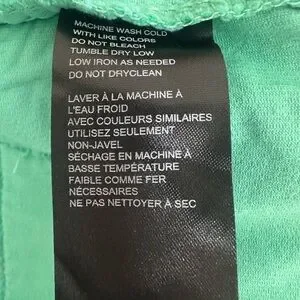 MACHINE WASH COLD
WITH LIKE COLORS
DO NOT BLEACH
TUMBLE DRY LOW
LOW IRON AS NEEDED
DO NOT DRYCLEAN
LAVER À LA MACHINE À
L'EAU FROID
AVEC COULEURS SIMILAIRES
UTILISEZ SEULEMENT
NON-JAVEL
SÉCHAGE EN MACHINE À
BASSE TEMPÉRATURE
FAIBLE COMME FER
NÉCESSAIRES
NE PAS NETTOYER À SEC